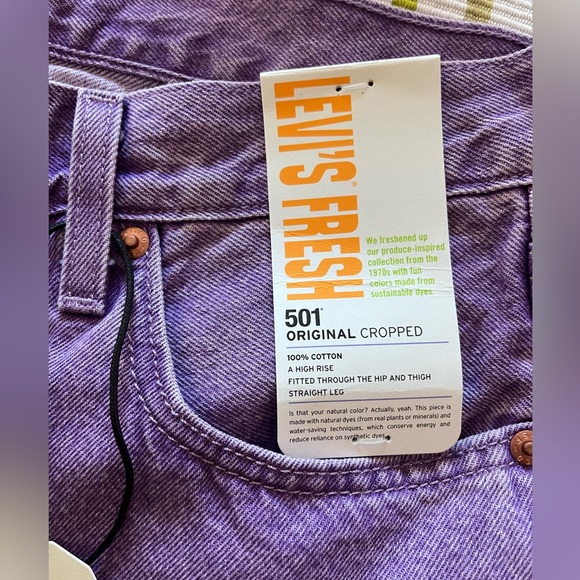 LEVI'S® FRESH
We freshened up
our produce-inspired
collection from the
1970s with fun
colors made from
sustainable dyes.
501®
ORIGINAL CROPPED
100% COTTON
A HIGH RISE
FITTED THROUGH THE HIP AND THIGH
STRAIGHT LEG
Is that your natural color? Actually, yeah. This piece is
made with natural dyes (from real plants or minerals) and
water-saving techniques, which conserve energy and
reduce reliance on synthetic dyes.